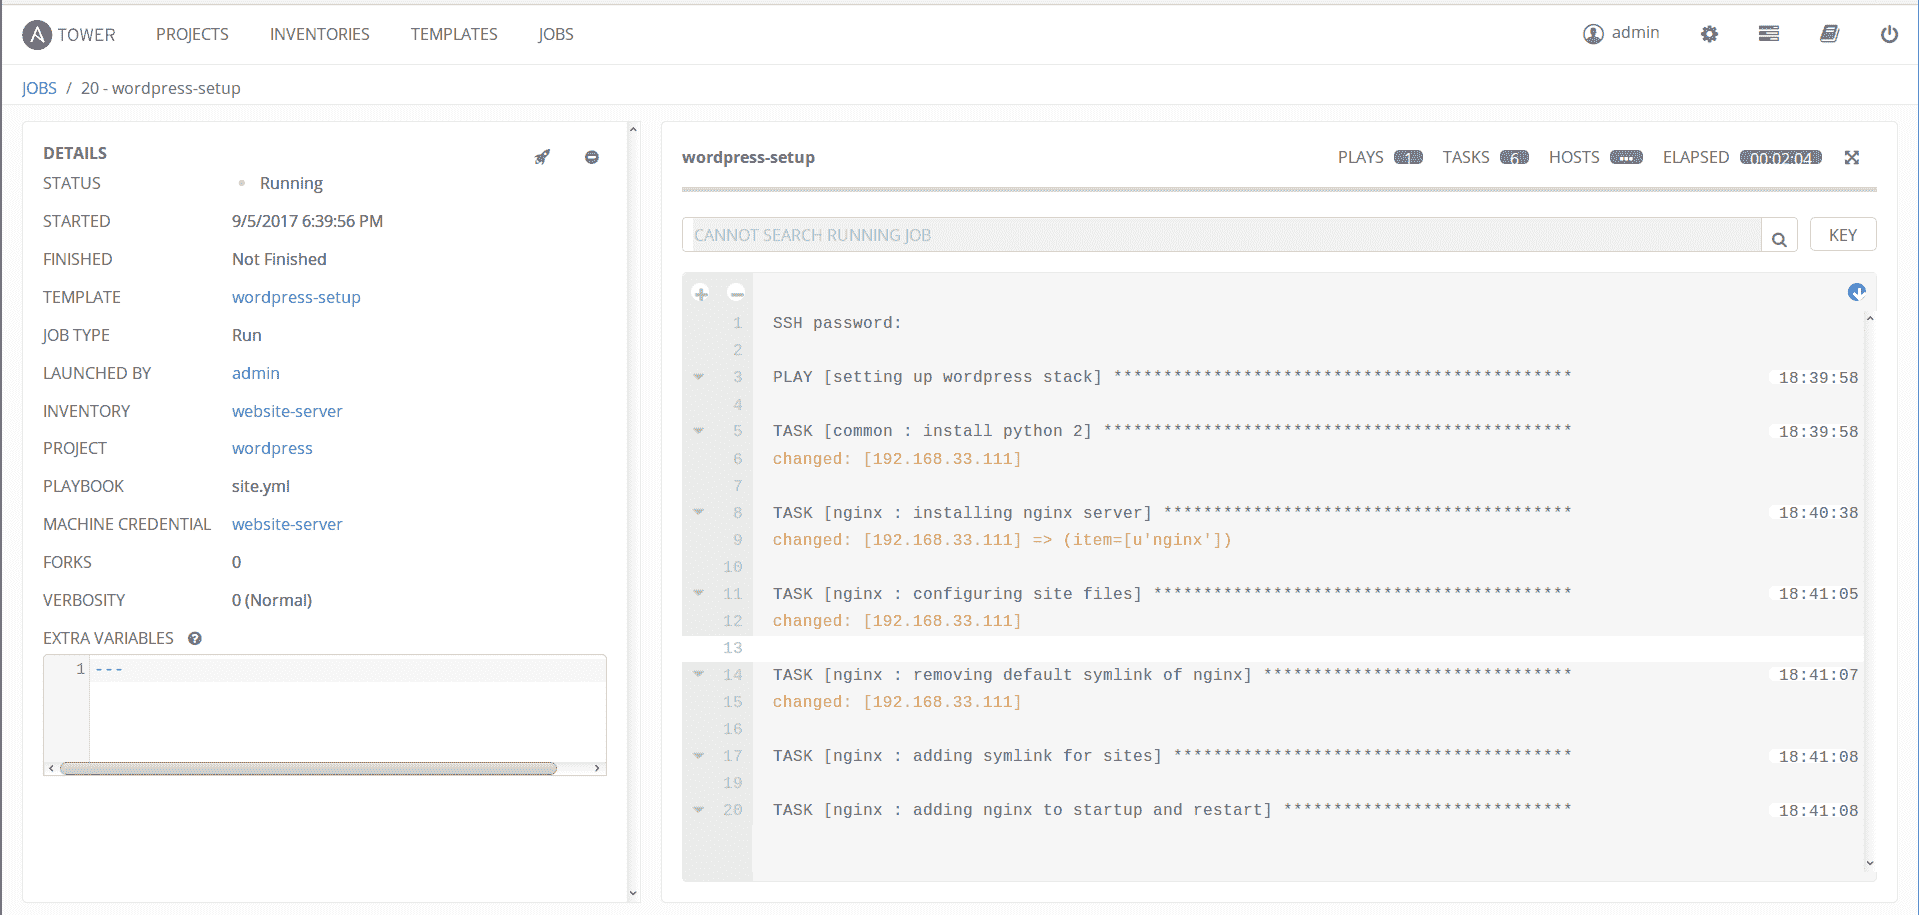 TOWER PROJECTS INVENTORIES TEMPLATES JOBS admin
JOBS / 20 - wordpress-setup
DETAILS
STATUS Running
STARTED 9/5/2017 6:39:56 PM
FINISHED Not Finished
TEMPLATE wordpress-setup
JOB TYPE Run
LAUNCHED BY admin
INVENTORY website-server
PROJECT wordpress
PLAYBOOK site.yml
MACHINE CREDENTIAL website-server
FORKS 0
VERBOSITY 0 (Normal)
EXTRA VARIABLES
1 ---
wordpress-setup PLAYS 1 TASKS 6 HOSTS ... ELAPSED 00:02:04
CANNOT SEARCH RUNNING JOB KEY
1 SSH password:
2
3 PLAY [setting up wordpress stack] ********************************************** 18:39:58
4
5 TASK [common : install python 2] *********************************************** 18:39:58
6 changed: [192.168.33.111]
7
8 TASK [nginx : installing nginx server] ***************************************** 18:40:38
9 changed: [192.168.33.111] => (item=[u'nginx'])
10
11 TASK [nginx : configuring site files] ****************************************** 18:41:05
12 changed: [192.168.33.111]
13
14 TASK [nginx : removing default symlink of nginx] ******************************* 18:41:07
15 changed: [192.168.33.111]
16
17 TASK [nginx : adding symlink for sites] **************************************** 18:41:08
19
20 TASK [nginx : adding nginx to startup and restart] ***************************** 18:41:08